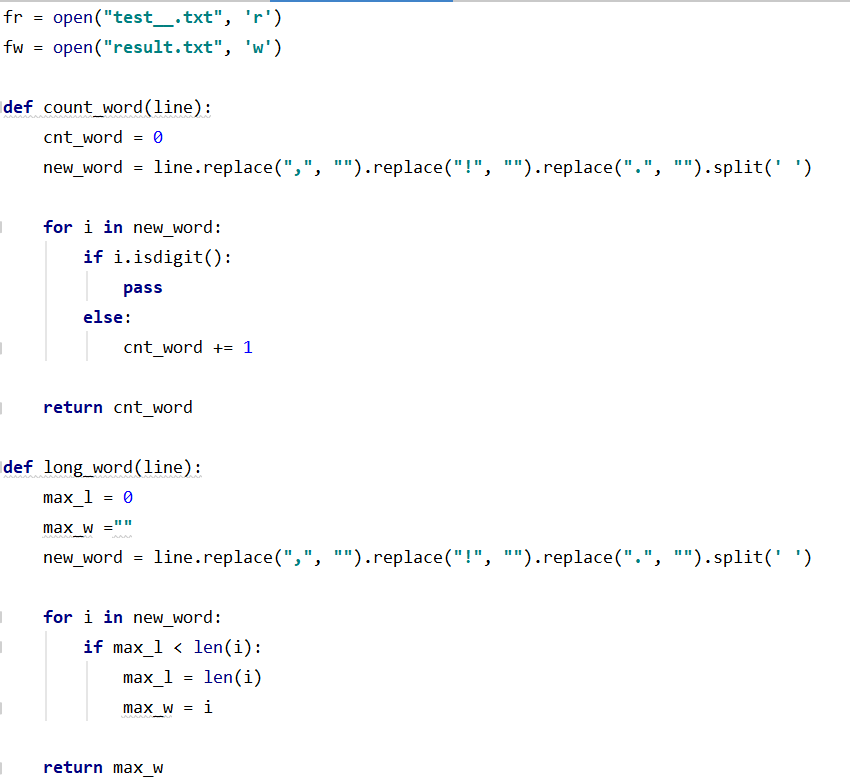 fr = open("test__.txt", 'r')
fw = open("result.txt", 'w')
def count_word(line):
    cnt_word = 0
    new_word = line.replace(",", "").replace("!", "").replace(".", "").split(' ')
    for i in new_word:
        if i.isdigit():
            pass
        else:
            cnt_word += 1
    return cnt_word
def long_word(line):
    max_l = 0
    max_w =""
    new_word = line.replace(",", "").replace("!", "").replace(".", "").split(' ')
    for i in new_word:
        if max_l < len(i):
            max_l = len(i)
            max_w = i
    return max_w